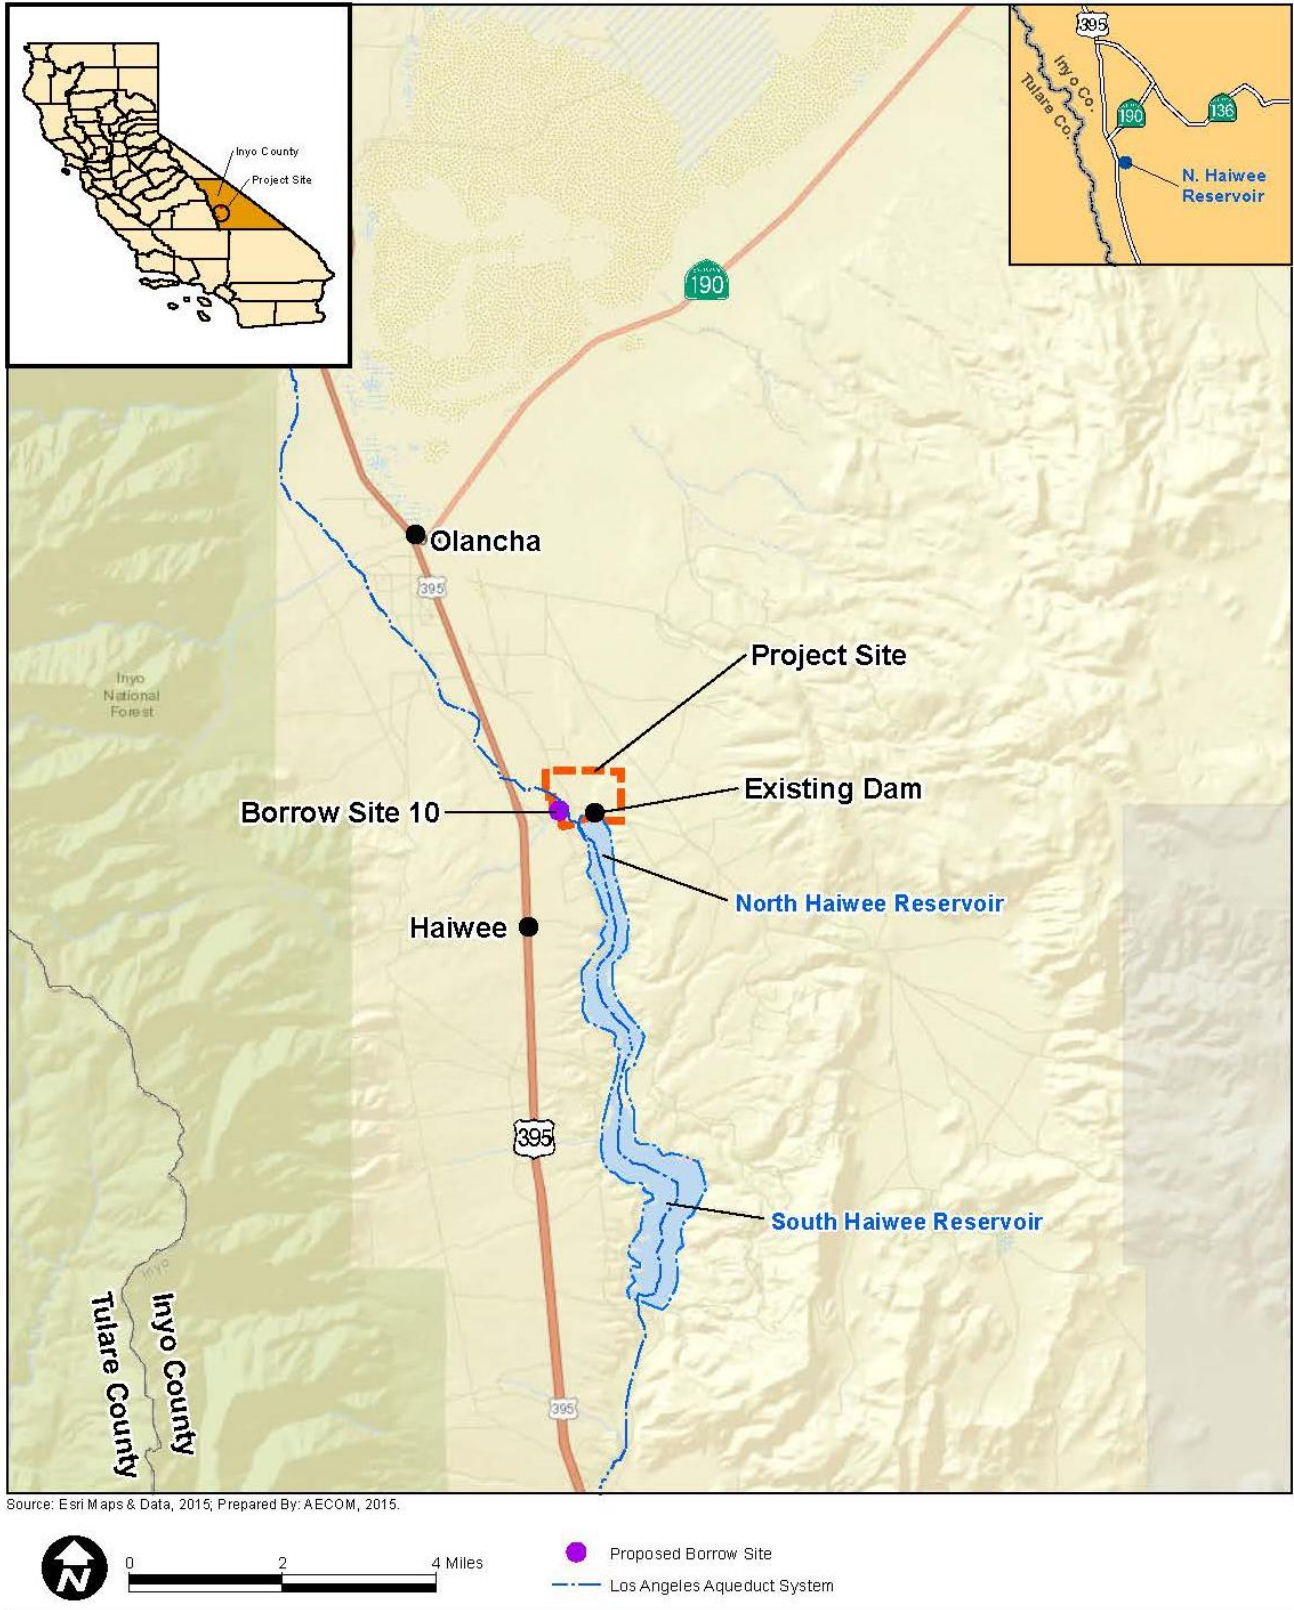 Inyo County
Project Site
395
Inyo Co.
Tulare Co.
190
136
N. Haiwee
Reservoir
190
Olancha
395
Project Site
Inyo
National
Forest
Existing Dam
Borrow Site 10
North Haiwee Reservoir
Haiwee
395
South Haiwee Reservoir
Inyo
Inyo County
Tulare County
395
Source: Esri Maps & Data, 2015; Prepared By: AECOM, 2015.
N
0 2 4 Miles
Proposed Borrow Site
Los Angeles Aqueduct System